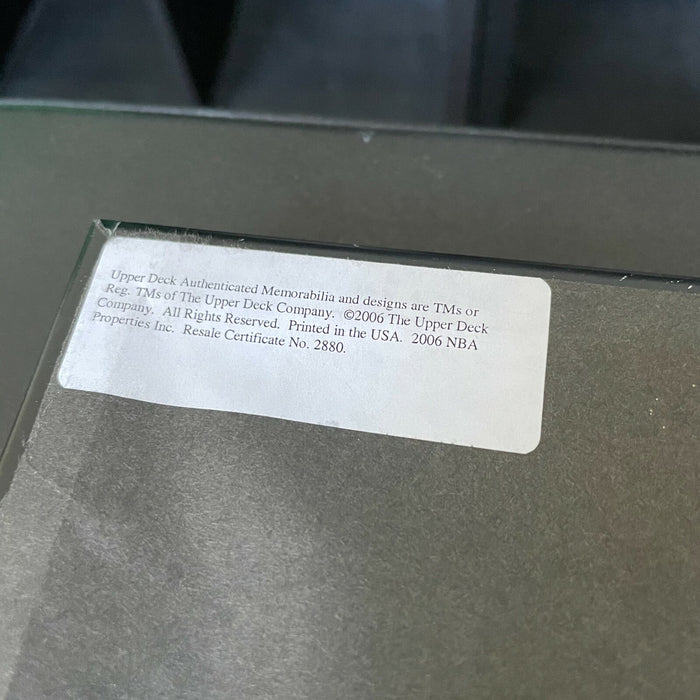 Upper Deck Authenticated Memorabilia and designs are TMs or
Reg. TMs of The Upper Deck Company. ©2006 The Upper Deck
Company. All Rights Reserved. Printed in the USA. 2006 NBA
Properties Inc. Resale Certificate No. 2880.